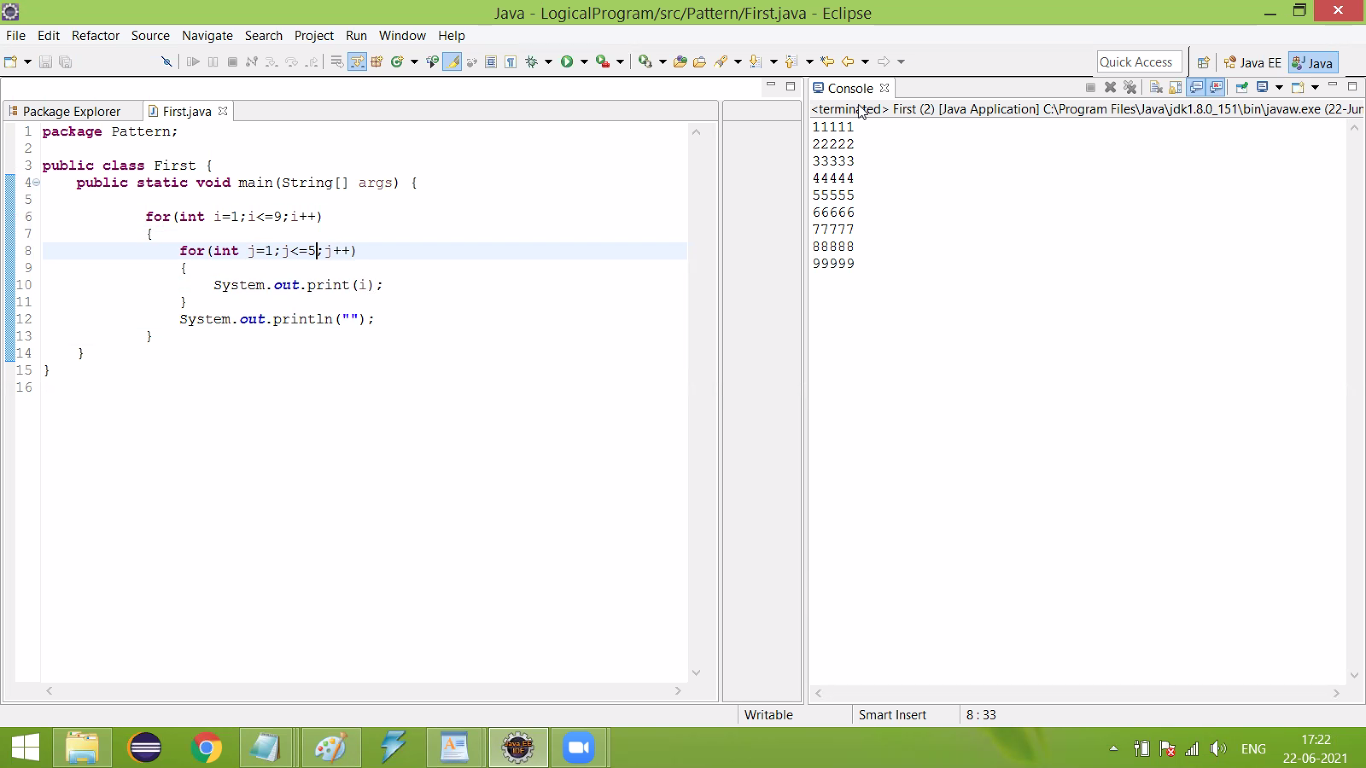 Java - LogicalProgram/src/Pattern/First.java - Eclipse
File Edit Refactor Source Navigate Search Project Run Window Help
Quick Access Java EE Java
Package Explorer First.java
Console
<terminated> First (2) [Java Application] C:\Program Files\Java\jdk1.8.0_151\bin\javaw.exe (22-Jun
1 package Pattern;
2
3 public class First {
4 public static void main(String[] args) {
5
6 for(int i=1;i<=9;i++)
7 {
8 for(int j=1;j<=5;j++)
9 {
10 System.out.print(i);
11 }
12 System.out.println("");
13 }
14 }
15 }
16
11111
22222
33333
44444
55555
66666
77777
88888
99999
Writable Smart Insert 8 : 33
Java EE
IDE
ENG
17:22
22-06-2021